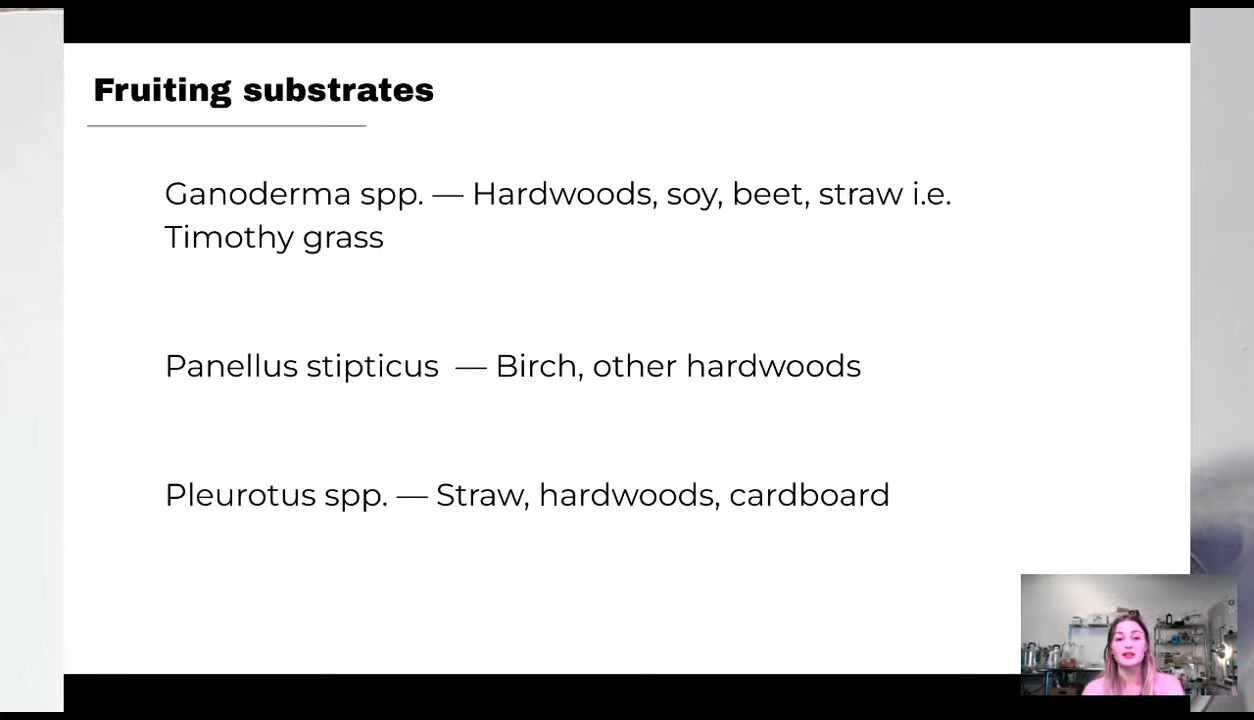 Fruiting substrates
Ganoderma spp. — Hardwoods, soy, beet, straw i.e.
Timothy grass
Panellus stipticus — Birch, other hardwoods
Pleurotus spp. — Straw, hardwoods, cardboard